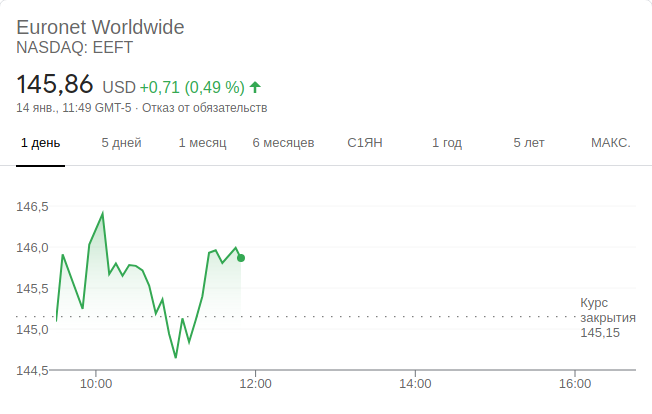 Euronet Worldwide
NASDAQ: EEFT
145,86 USD +0,71 (0,49 %)
14 янв., 11:49 GMT-5 · Отказ от обязательств
1 день 5 дней 1 месяц 6 месяцев С1ЯН 1 год 5 лет МАКС.
146,5
146,0
145,5
145,0
144,5
Курс
закрытия
145,15
10:00 12:00 14:00 16:00